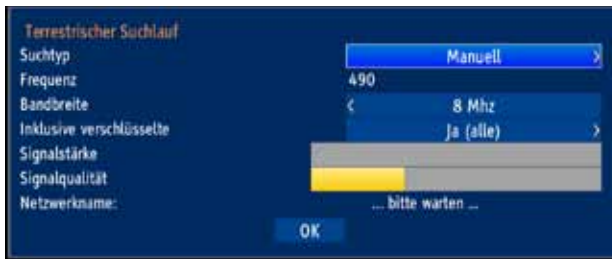 Terrestrischer Suchlauf
Suchtyp Manuell >
Frequenz 490
Bandbreite < 8 Mhz
Inklusive verschlüsselte Ja (alle) >
Signalstärke
Signalqualität
Netzwerkname: ... bitte warten ...
OK